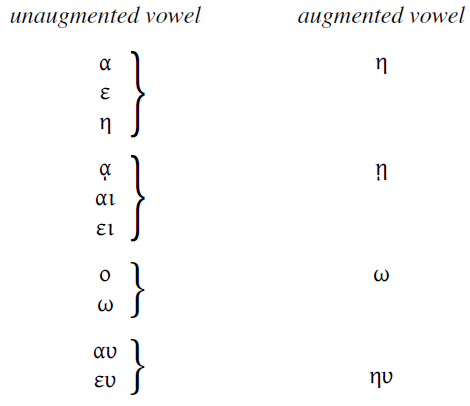 unaugmented vowel augmented vowel
α η
ε
η
ᾳ ῃ
αι
ει
ο ω
ω
αυ
ευ ηυ